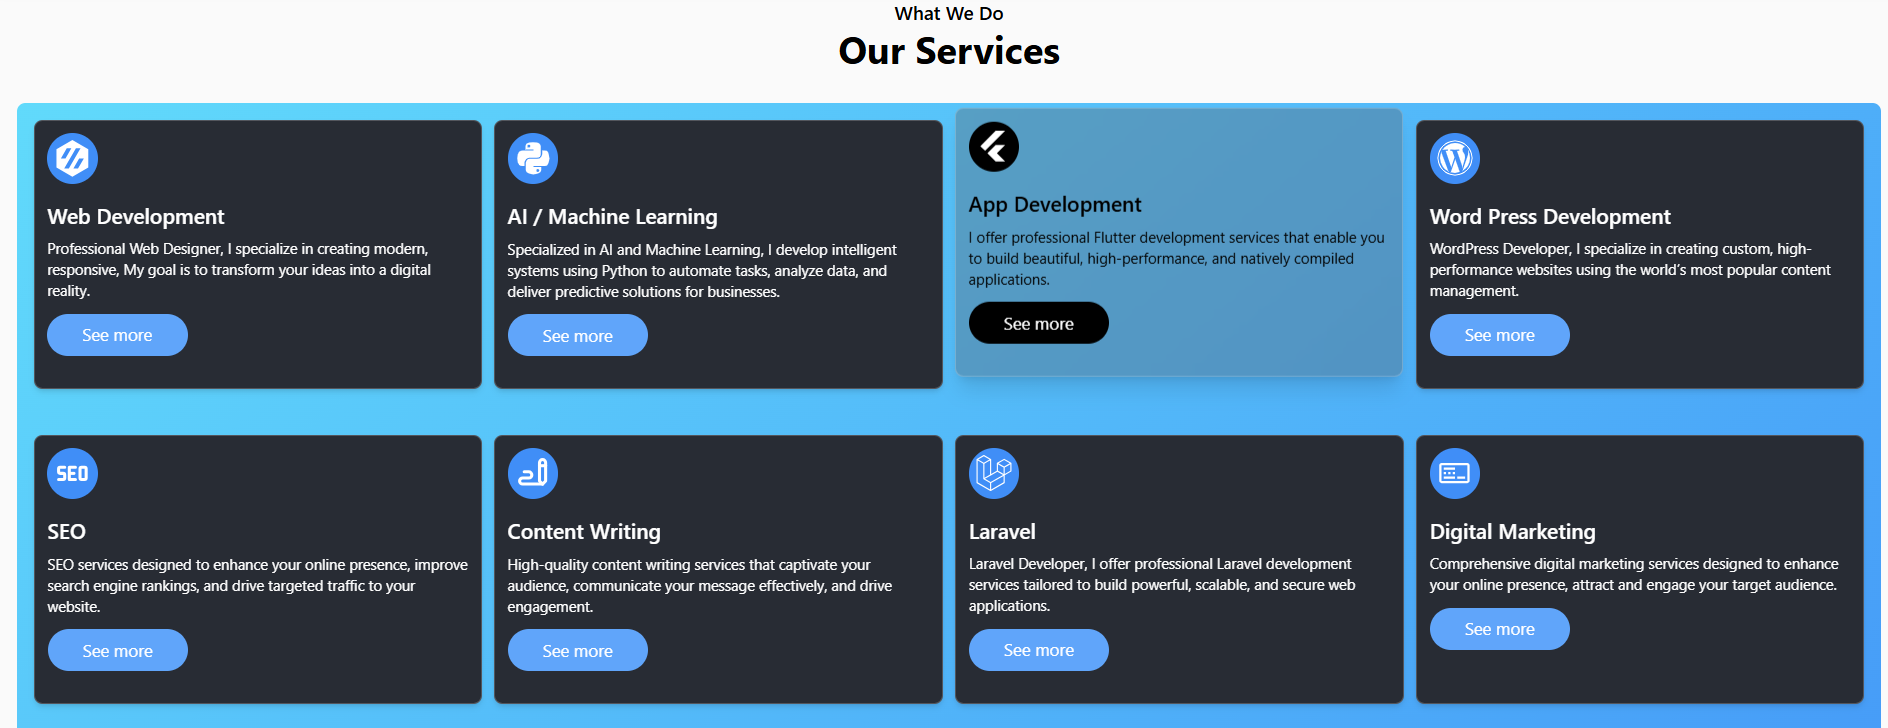 What We Do
Our Services
Web Development
Professional Web Designer, I specialize in creating modern,
responsive, My goal is to transform your ideas into a digital
reality.
See more
AI / Machine Learning
Specialized in AI and Machine Learning, I develop intelligent
systems using Python to automate tasks, analyze data, and
deliver predictive solutions for businesses.
See more
App Development
I offer professional Flutter development services that enable you
to build beautiful, high-performance, and natively compiled
applications.
See more
Word Press Development
WordPress Developer, I specialize in creating custom, high-
performance websites using the world's most popular content
management.
See more
SEO
SEO
SEO services designed to enhance your online presence, improve
search engine rankings, and drive targeted traffic to your
website.
See more
Content Writing
High-quality content writing services that captivate your
audience, communicate your message effectively, and drive
engagement.
See more
Laravel
Laravel Developer, I offer professional Laravel development
services tailored to build powerful, scalable, and secure web
applications.
See more
Digital Marketing
Comprehensive digital marketing services designed to enhance
your online presence, attract and engage your target audience.
See more